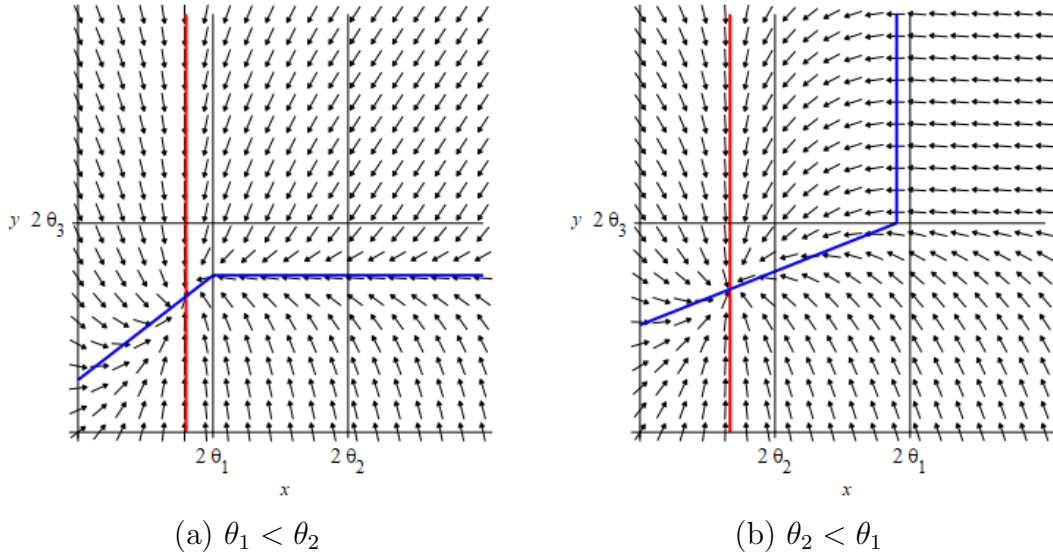 y 2 θ₃
2 θ₁ 2 θ₂
x
(a) θ₁ < θ₂
y 2 θ₃
2 θ₂ 2 θ₁
x
(b) θ₂ < θ₁